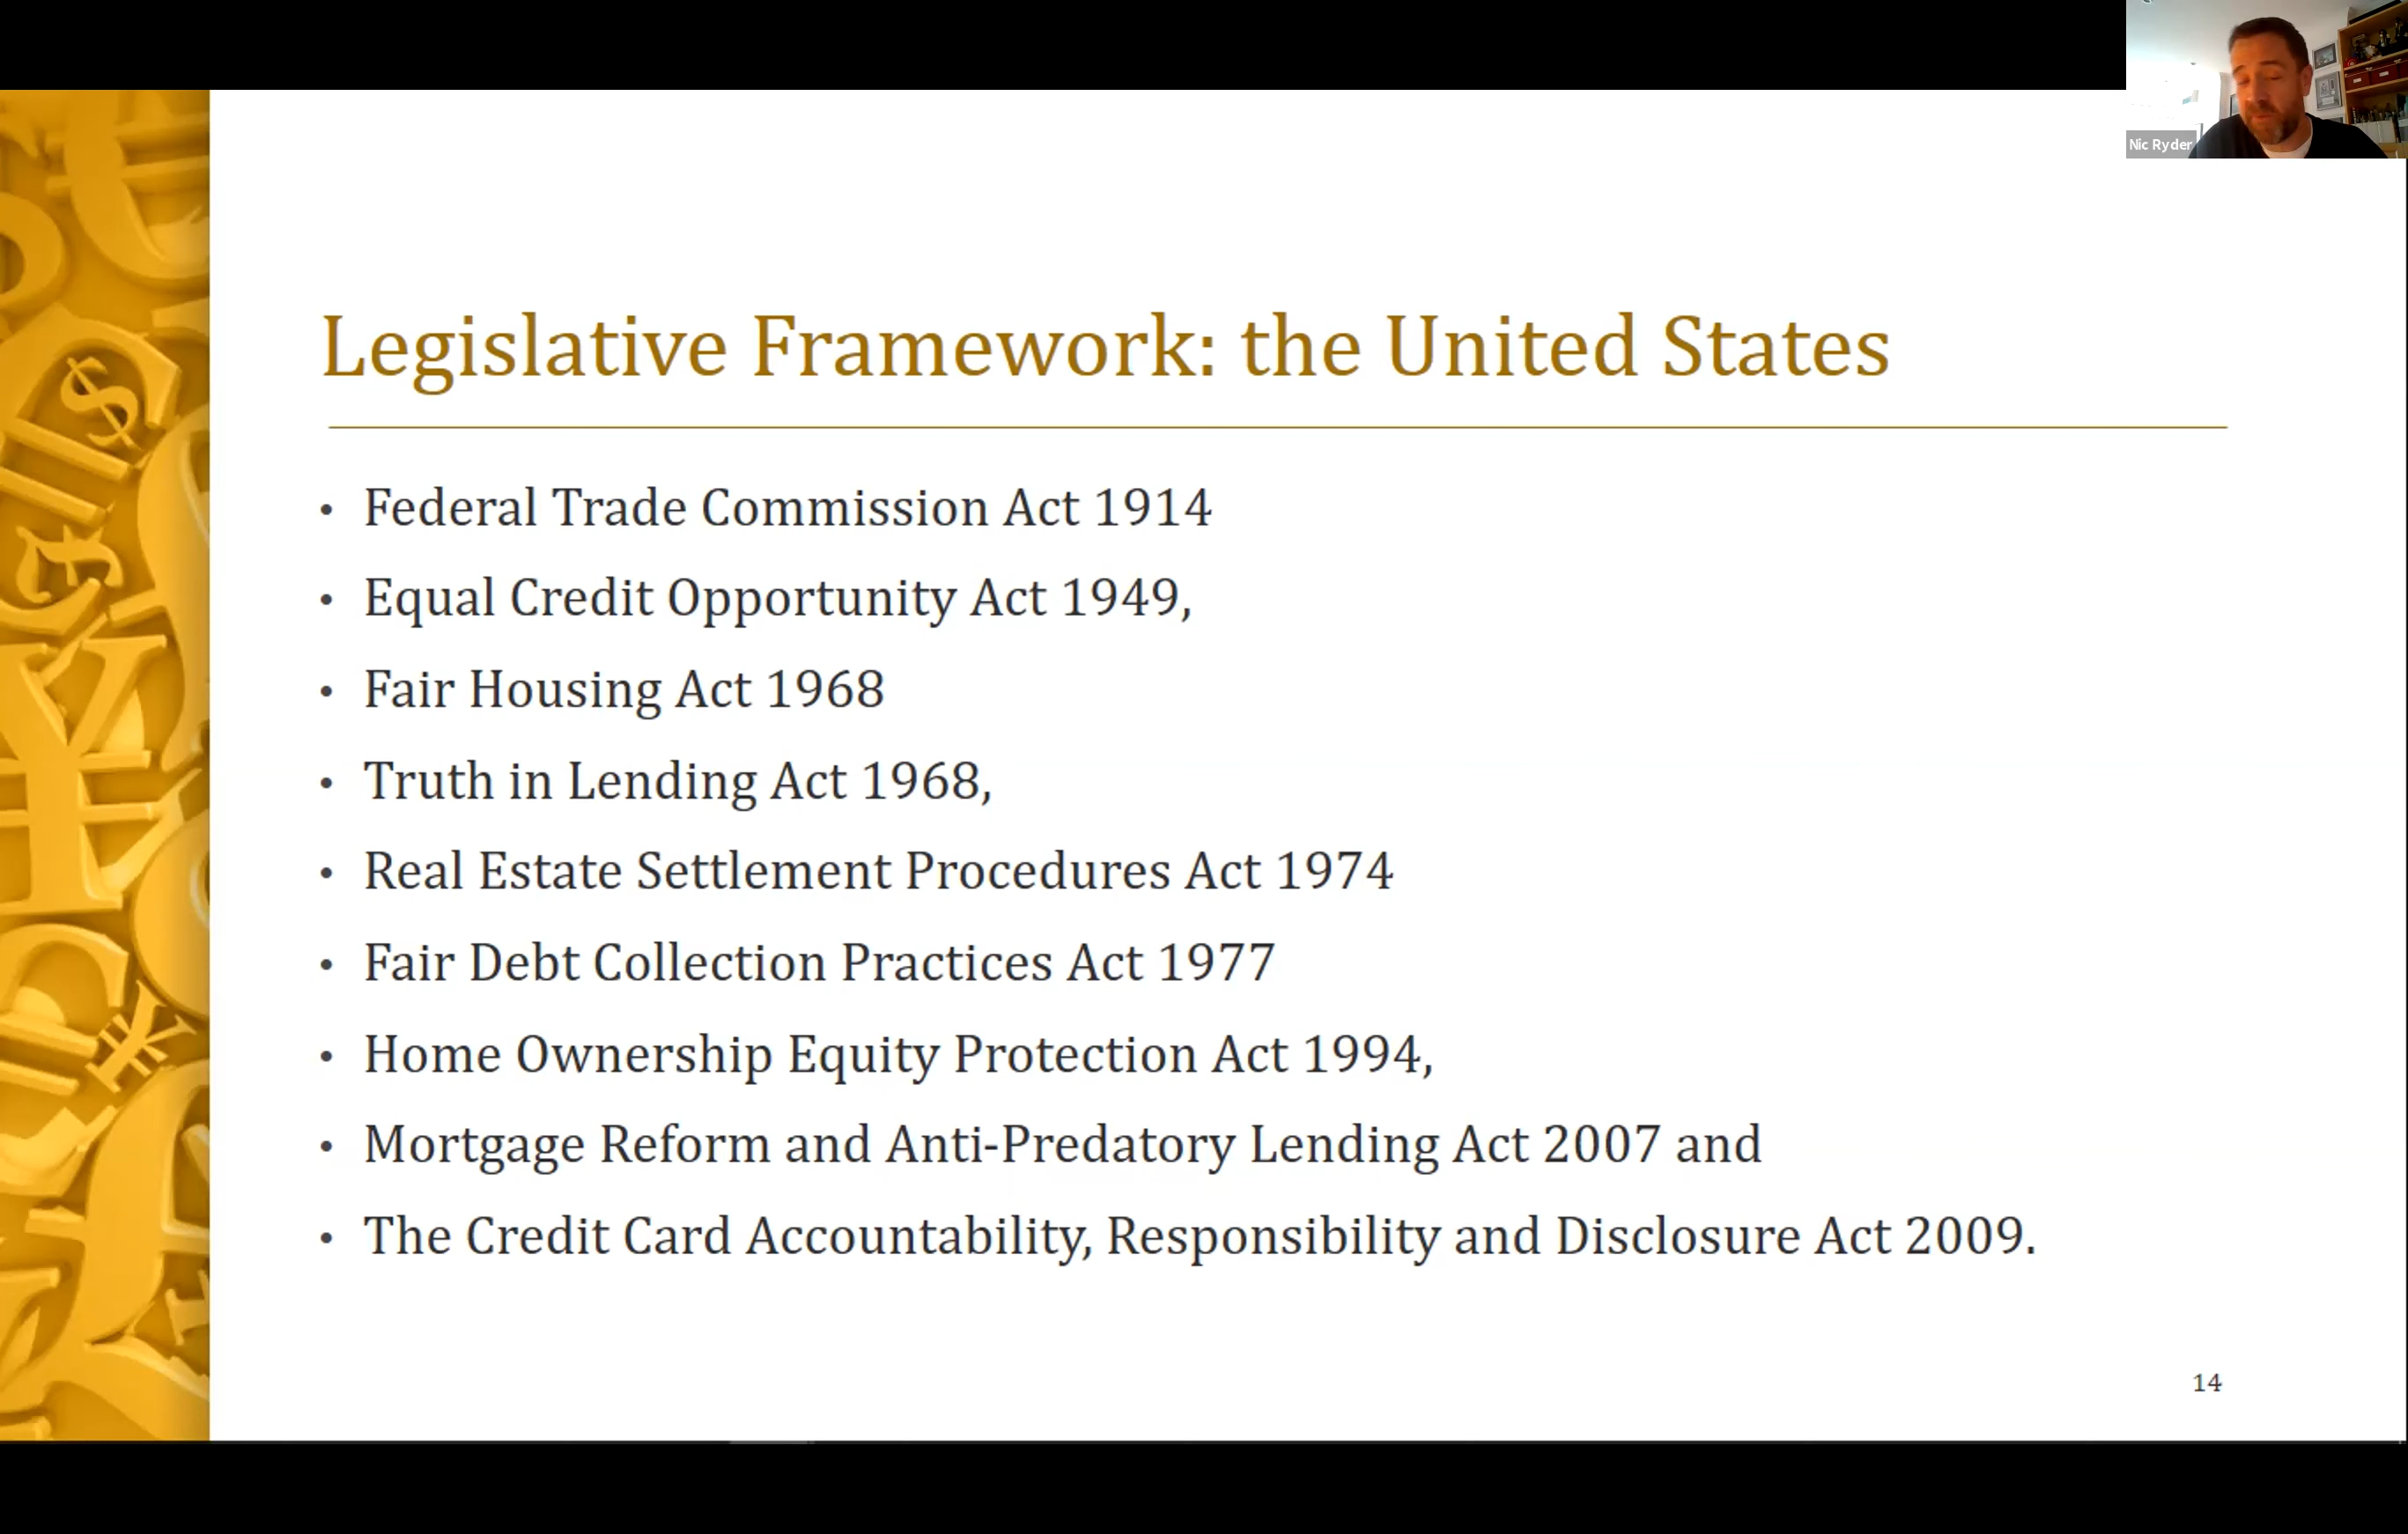 Nic Ryder
Legislative Framework: the United States
• Federal Trade Commission Act 1914
• Equal Credit Opportunity Act 1949,
• Fair Housing Act 1968
• Truth in Lending Act 1968,
• Real Estate Settlement Procedures Act 1974
• Fair Debt Collection Practices Act 1977
• Home Ownership Equity Protection Act 1994,
• Mortgage Reform and Anti-Predatory Lending Act 2007 and
• The Credit Card Accountability, Responsibility and Disclosure Act 2009.
14